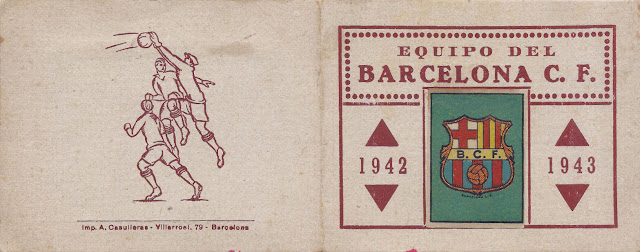 EQUIPO DEL
BARCELONA C. F.
1942
1943
B. C. F.
Imp. A. Casulleras - Villarroel, 79 - Barcelona